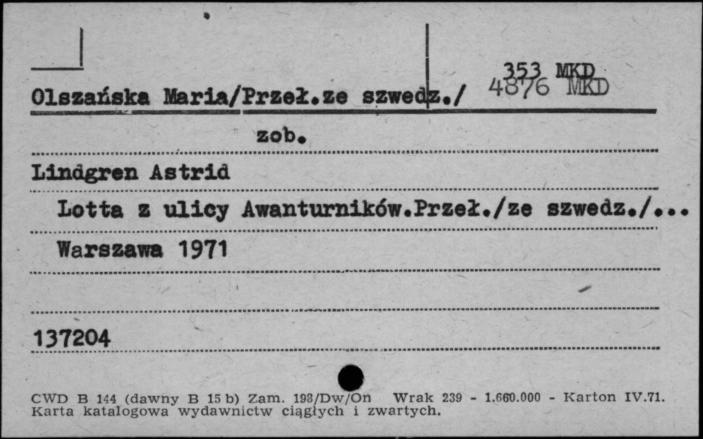 353 MKD
4876 MKD
Olszańska Maria/Przeł.ze szwedz./
zob.
Lindgren Astrid
Lotta z ulicy Awanturników.Przeł./ze szwedz./...
Warszawa 1971
137204
CWD B 144 (dawny B 15 b) Zam. 198/Dw/On Wrak 239 - 1.660.000 - Karton IV.71.
Karta katalogowa wydawnictw ciągłych i zwartych.